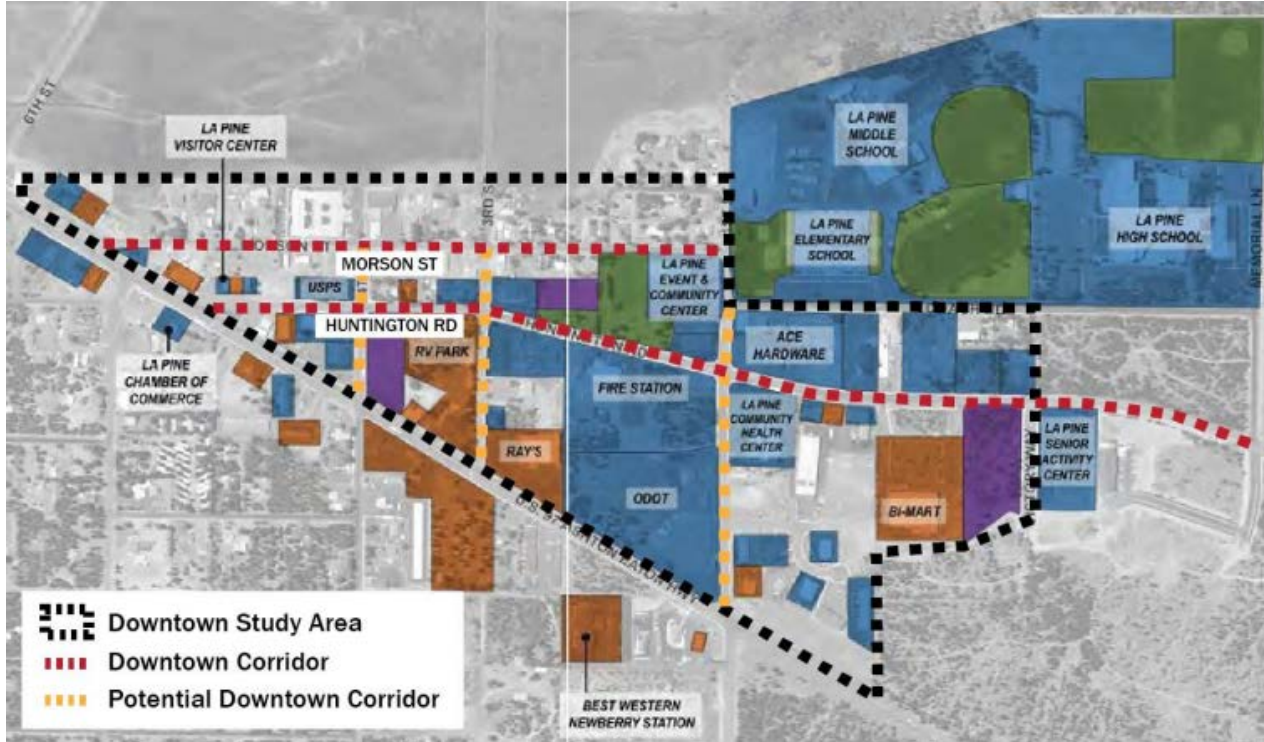 6TH ST
LA PINE
VISITOR CENTER
3RD S
LA PINE
MIDDLE
SCHOOL
LA PINE
ELEMENTARY
SCHOOL
LA PINE
HIGH SCHOOL
MEMORIAL LN
MORSON ST
USPS
LA PINE
EVENT &
COMMUNITY
CENTER
HUNTINGTON RD
RV PARK
ACE
HARDWARE
LA PINE
CHAMBER OF
COMMERCE
FIRE STATION
LA PINE
COMMUNITY
HEALTH
CENTER
LA PINE
SENIOR
ACTIVITY
CENTER
RAY'S
ODOT
BI-MART
BEST WESTERN
NEWBERRY STATION
Downtown Study Area
Downtown Corridor
Potential Downtown Corridor